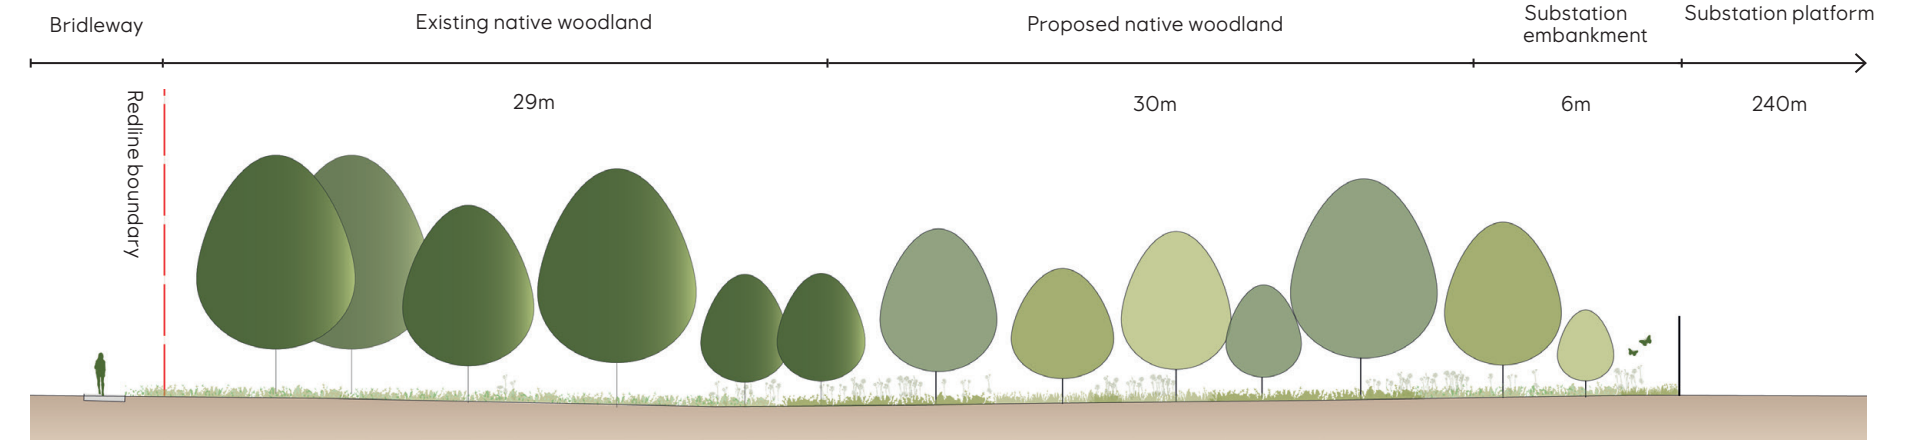 Bridleway
Existing native woodland
Proposed native woodland
Substation
embankment
Substation platform
Redline boundary
29m
30m
6m
240m